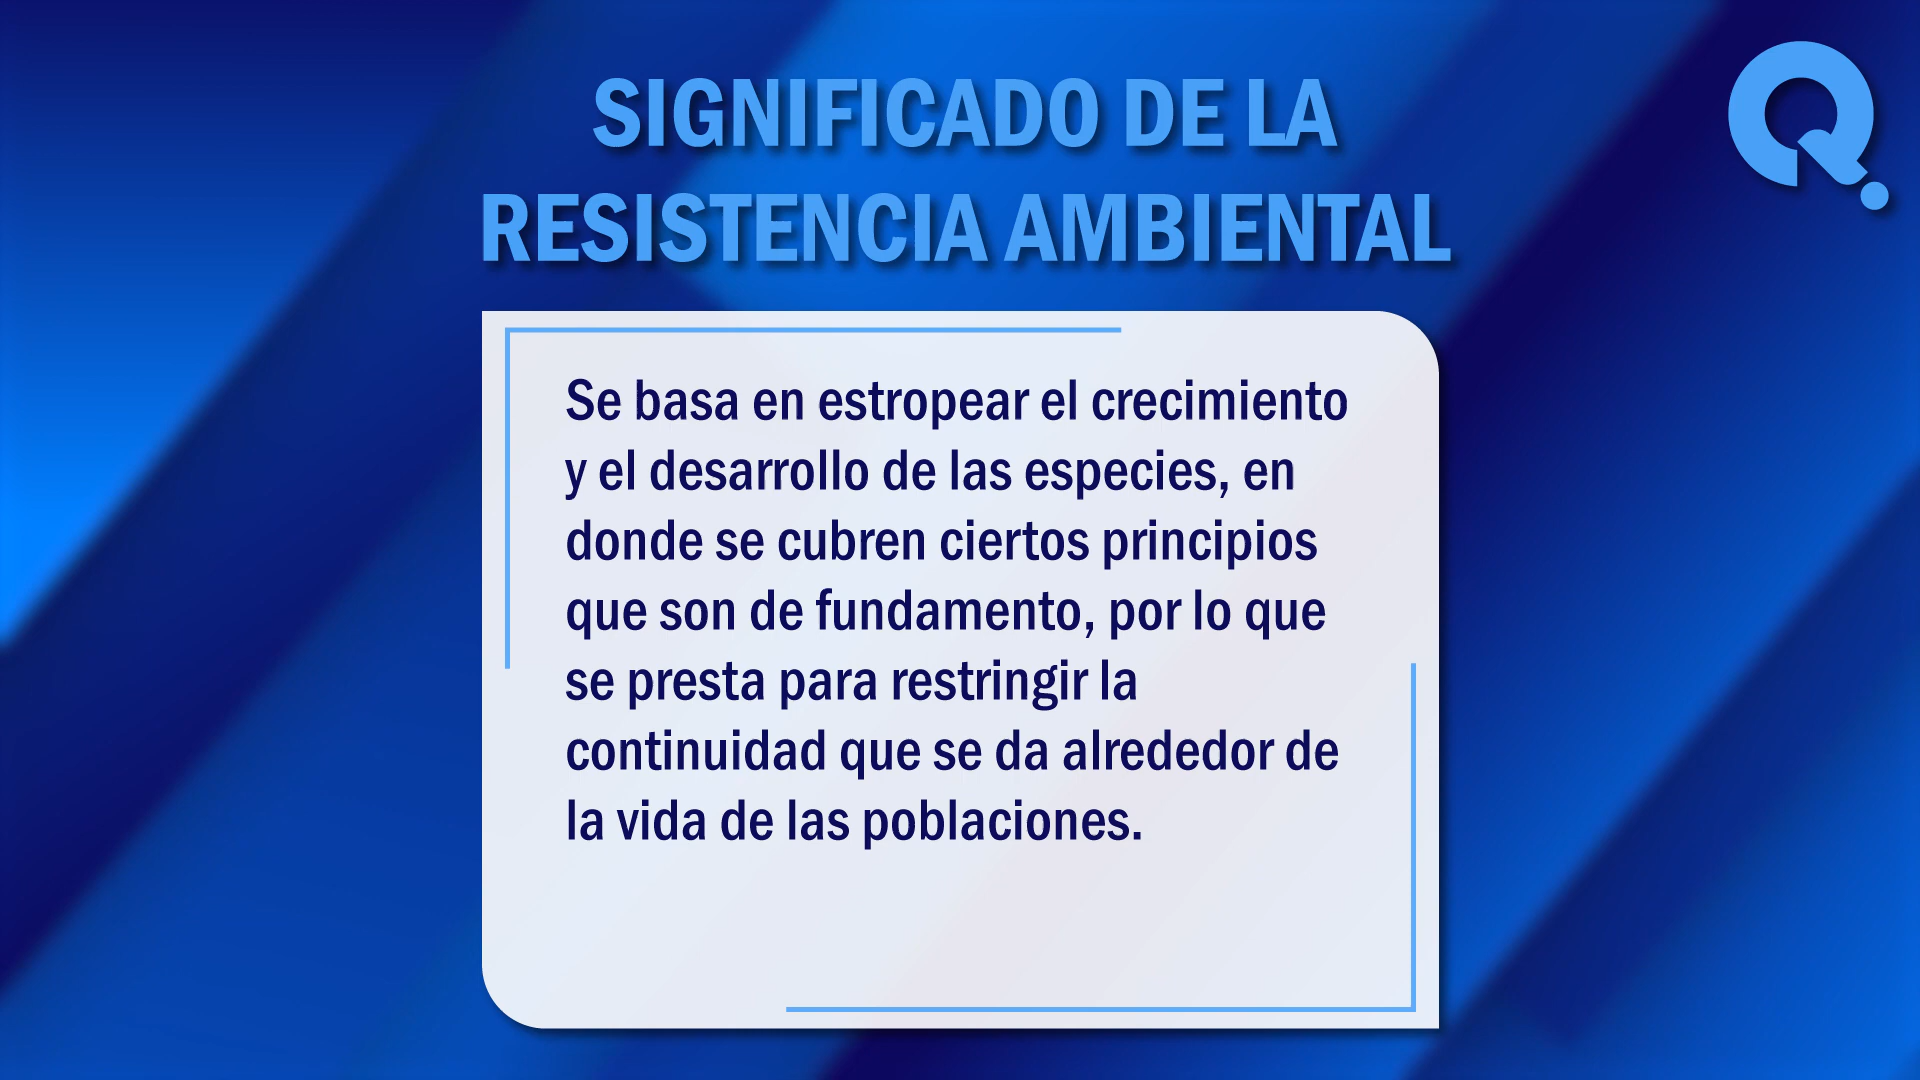 SIGNIFICADO DE LA
RESISTENCIA AMBIENTAL
Se basa en estropear el crecimiento
y el desarrollo de las especies, en
donde se cubren ciertos principios
que son de fundamento, por lo que
se presta para restringir la
continuidad que se da alrededor de
la vida de las poblaciones.